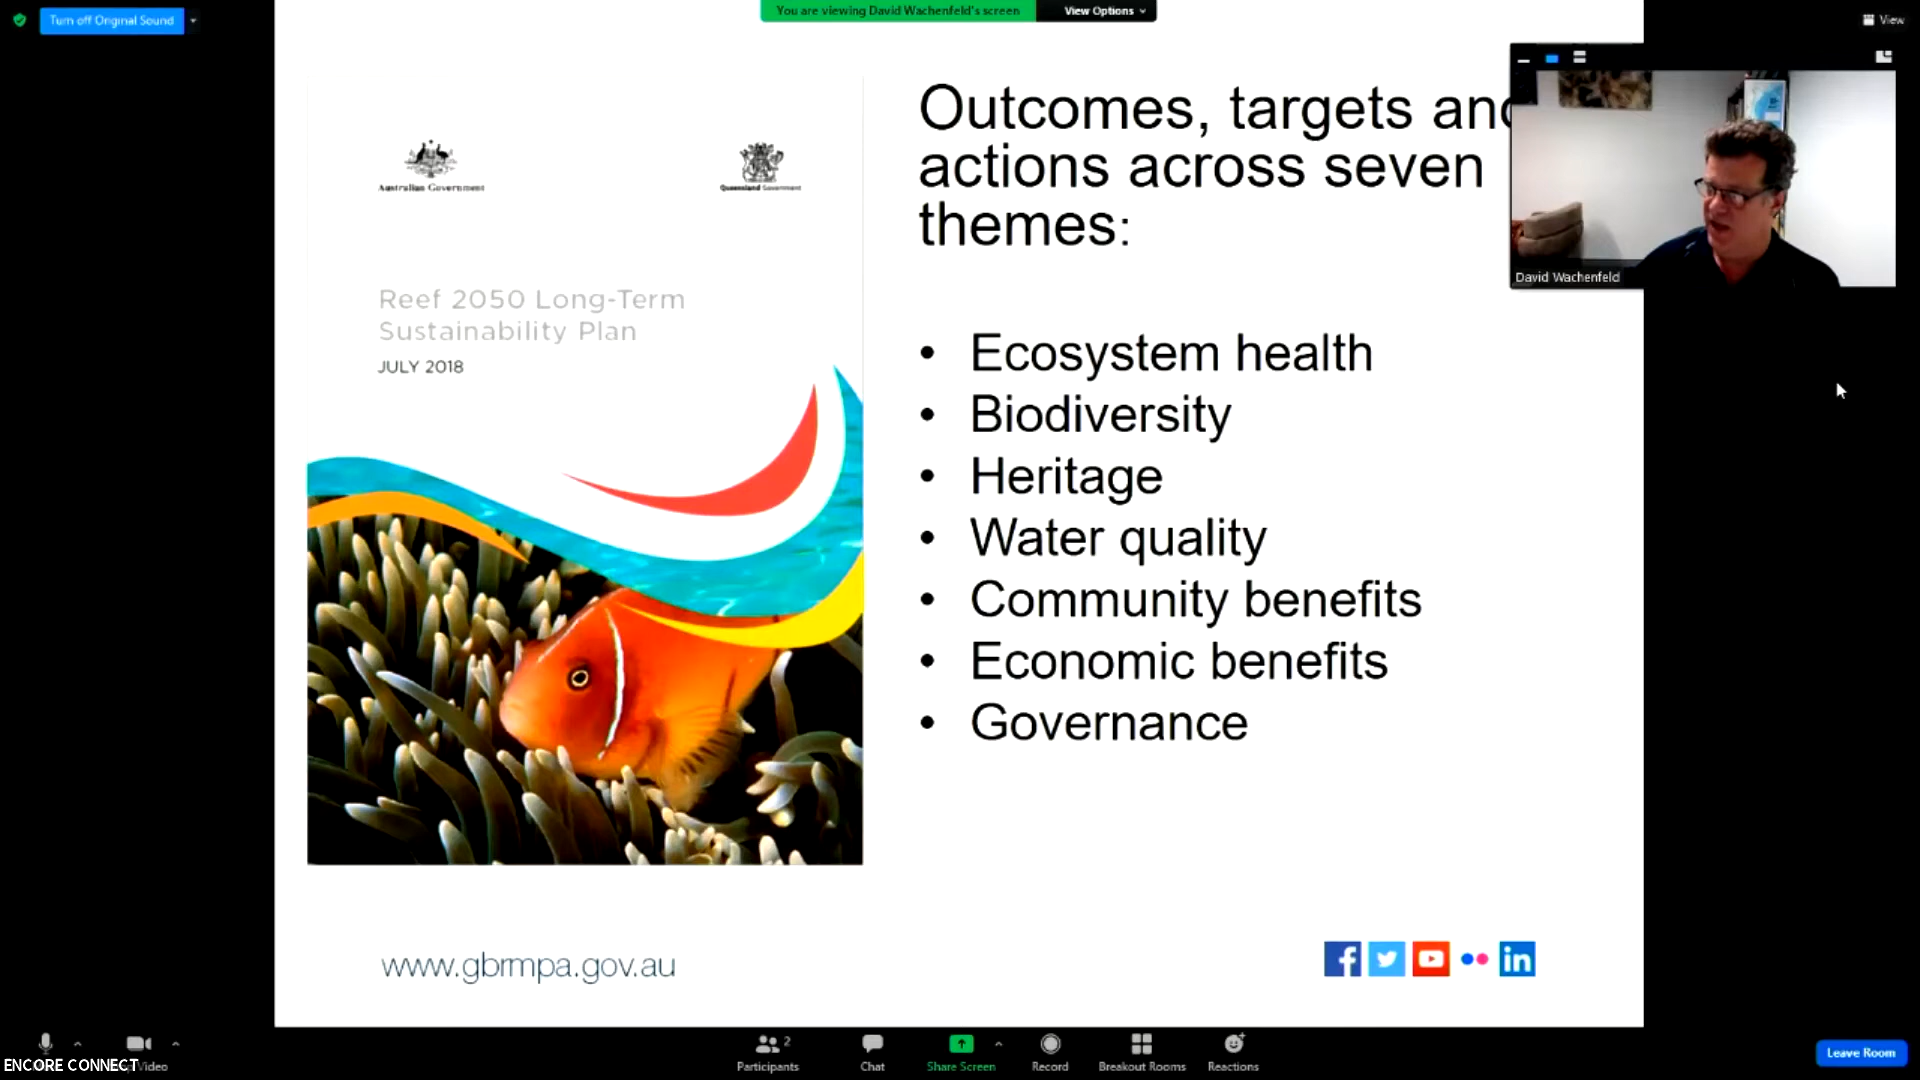 Turn off Original Sound
You are viewing David Wachenfeld's screen
View Options
View
Australian Government
Queensland Government
Reef 2050 Long-Term
Sustainability Plan
JULY 2018
Outcomes, targets and
actions across seven
themes:
• Ecosystem health
• Biodiversity
• Heritage
• Water quality
• Community benefits
• Economic benefits
• Governance
David Wachenfeld
www.gbrmpa.gov.au
ENCORE CONNECT
Video
2
Participants
Chat
Share Screen
Record
Breakout Rooms
Reactions
Leave Room